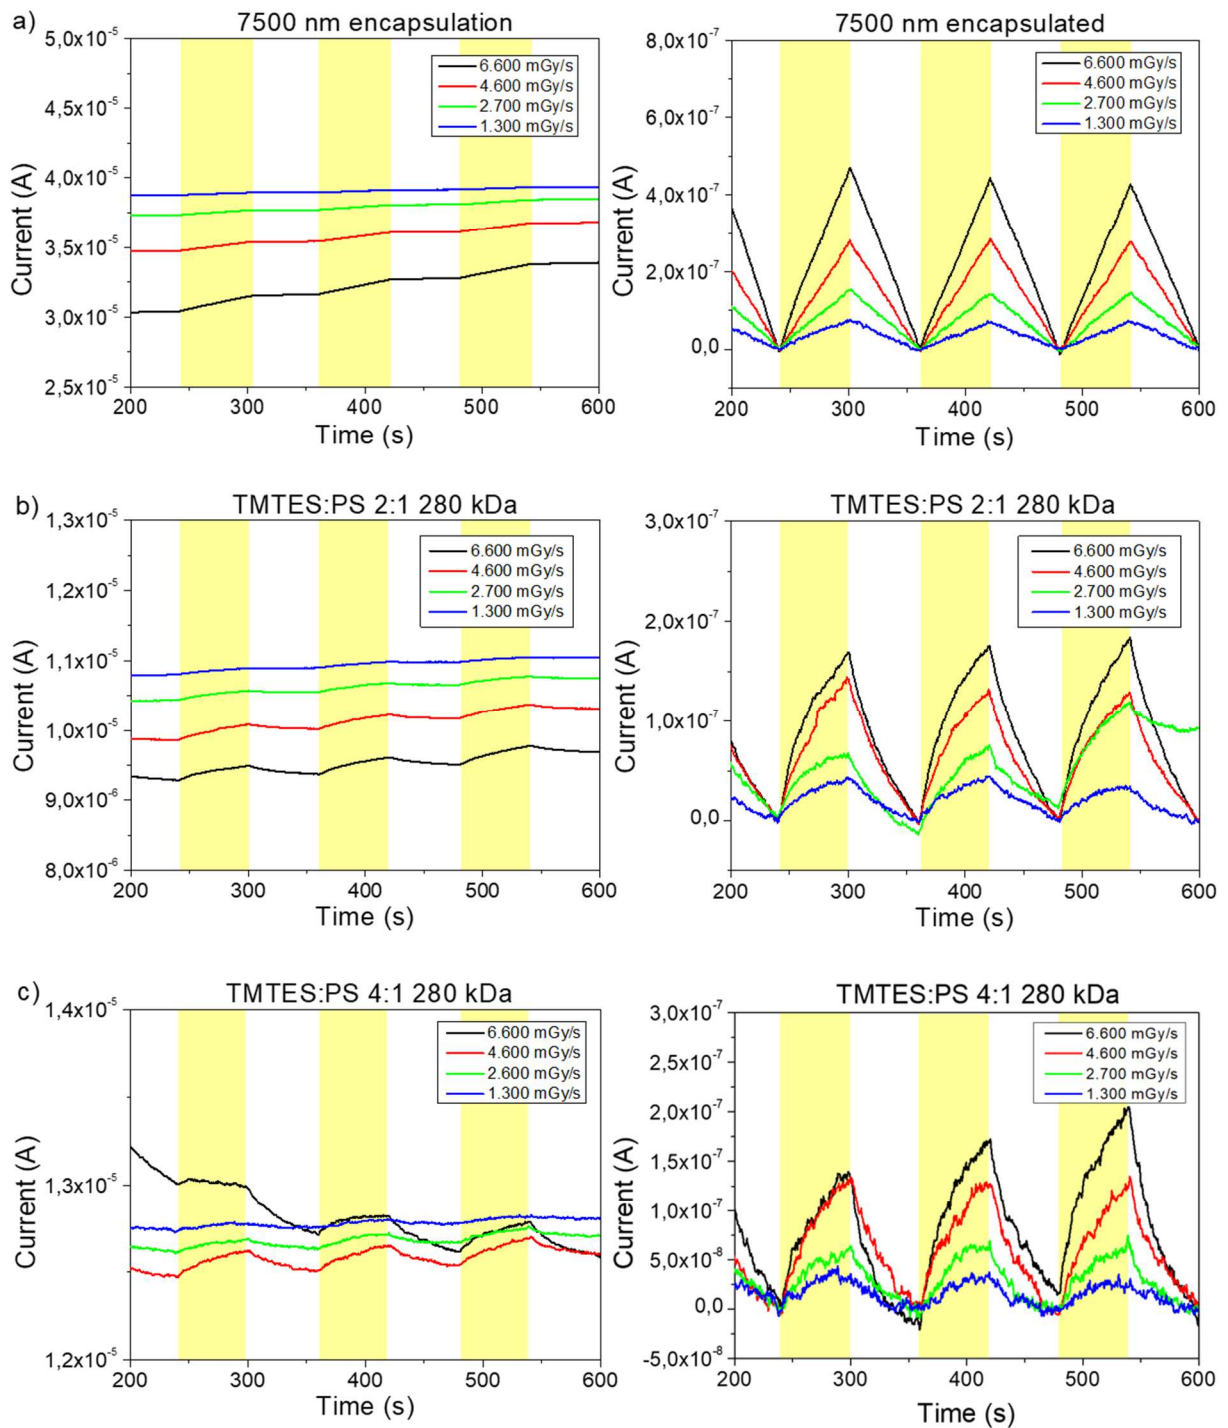 a)
7500 nm encapsulation
5,0x10⁻⁵
4,5x10⁻⁵
4,0x10⁻⁵
3,5x10⁻⁵
3,0x10⁻⁵
2,5x10⁻⁵
Current (A)
6.600 mGy/s
4.600 mGy/s
2.700 mGy/s
1.300 mGy/s
200 300 400 500 600
Time (s)
7500 nm encapsulated
8,0x10⁻⁷
6,0x10⁻⁷
4,0x10⁻⁷
2,0x10⁻⁷
0,0
Current (A)
6.600 mGy/s
4.600 mGy/s
2.700 mGy/s
1.300 mGy/s
200 300 400 500 600
Time (s)
b)
TMTES:PS 2:1 280 kDa
1,3x10⁻⁵
1,2x10⁻⁵
1,1x10⁻⁵
1,0x10⁻⁵
9,0x10⁻⁶
8,0x10⁻⁶
Current (A)
6.600 mGy/s
4.600 mGy/s
2.700 mGy/s
1.300 mGy/s
200 300 400 500 600
Time (s)
TMTES:PS 2:1 280 kDa
3,0x10⁻⁷
2,0x10⁻⁷
1,0x10⁻⁷
0,0
Current (A)
6.600 mGy/s
4.600 mGy/s
2.700 mGy/s
1.300 mGy/s
200 300 400 500 600
Time (s)
c)
TMTES:PS 4:1 280 kDa
1,4x10⁻⁵
1,3x10⁻⁵
1,2x10⁻⁵
Current (A)
6.600 mGy/s
4.600 mGy/s
2.600 mGy/s
1.300 mGy/s
200 300 400 500 600
Time (s)
TMTES:PS 4:1 280 kDa
3,0x10⁻⁷
2,5x10⁻⁷
2,0x10⁻⁷
1,5x10⁻⁷
1,0x10⁻⁷
5,0x10⁻⁸
0,0
-5,0x10⁻⁸
Current (A)
6.600 mGy/s
4.600 mGy/s
2.700 mGy/s
1.300 mGy/s
200 300 400 500 600
Time (s)